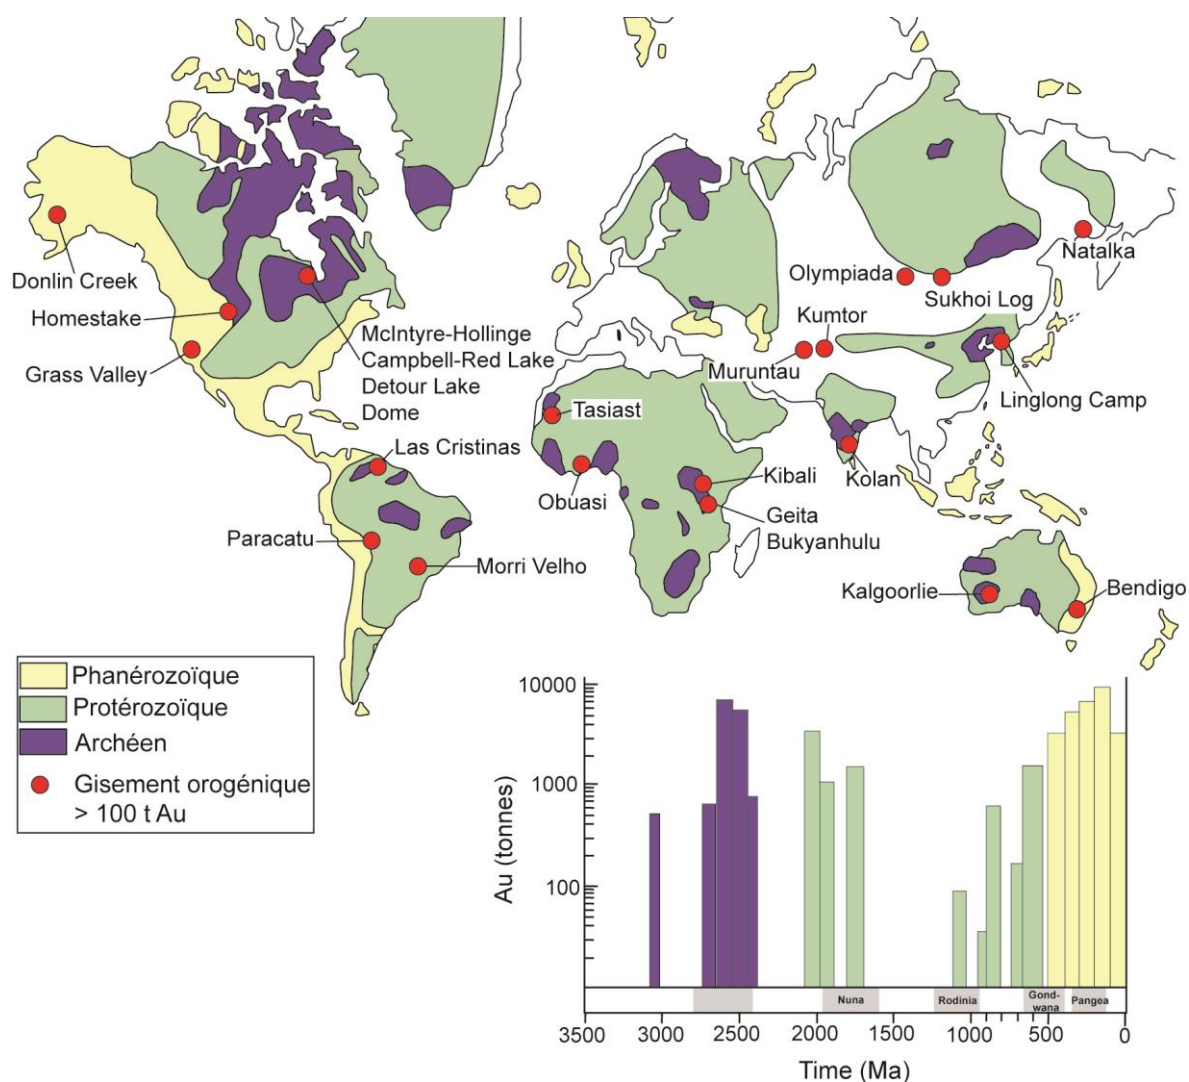 Donlin Creek
Homestake
Grass Valley
McIntyre-Hollinge
Campbell-Red Lake
Detour Lake
Dome
Las Cristinas
Paracatu
Morri Velho
Tasiast
Obuasi
Kibali
Geita
Bukyanhulu
Olympiada
Sukhoi Log
Natalka
Kumtor
Muruntau
Linglong Camp
Kolan
Kalgoorlie
Bendigo
Phanérozoïque
Protérozoïque
Archéen
Gisement orogénique
> 100 t Au
Au (tonnes)
10000
1000
100
Nuna
Rodinia
Gond-
wana
Pangea
3500 3000 2500 2000 1500 1000 500 0
Time (Ma)